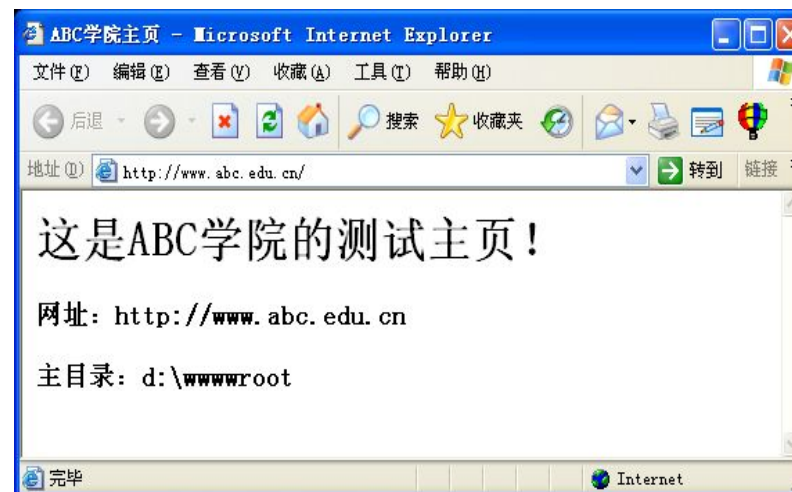 ABC学院主页 - Microsoft Internet Explorer
文件(F) 编辑(E) 查看(V) 收藏(A) 工具(T) 帮助(H)
后退 搜索 收藏夹
地址(D) http://www.abc.edu.cn/ 转到 链接
这是ABC学院的测试主页!
网址：http://www.abc.edu.cn
主目录：d:\wwwwroot
完毕 Internet